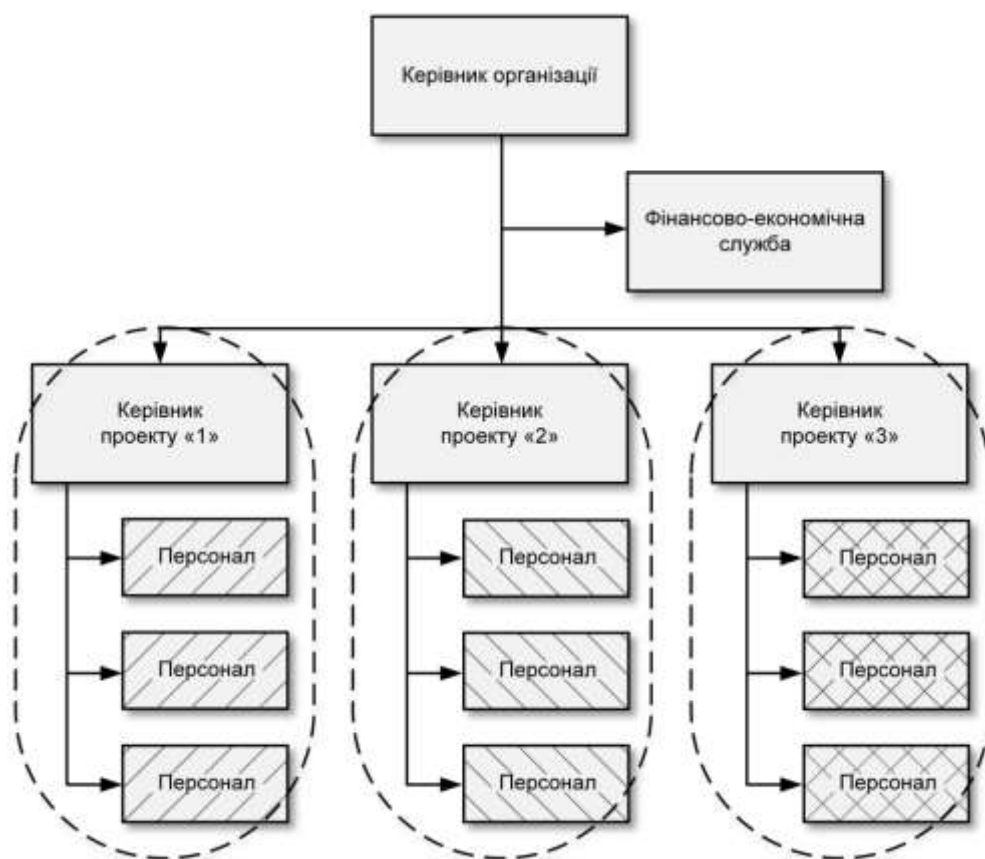 Керівник організації
Фінансово-економічна
служба
Керівник
проекту «1»
Керівник
проекту «2»
Керівник
проекту «3»
Персонал
Персонал
Персонал
Персонал
Персонал
Персонал
Персонал
Персонал
Персонал